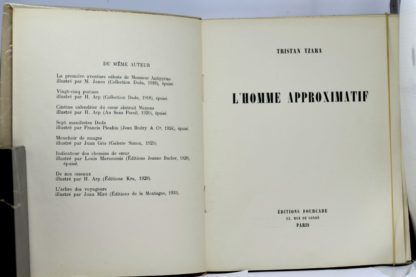 DU MÊME AUTEUR
La première aventure céleste de Monsieur Antipyrine
illustré par M. Janco (Collection Dada, 1916), épuisé.
Vingt-cinq poèmes
illustré par H. Arp (Collection Dada, 1918), épuisé.
Cinéma calendrier du cœur abstrait Maisons
illustré par H. Arp (Au Sans Pareil, 1920), épuisé.
Sept manifestes Dada
illustré par Francis Picabia (Jean Budry & Cie, 1924), épuisé.
Mouchoir de nuages
illustré par Juan Gris (Galerie Simon, 1925).
Indicateur des chemins de cœur
illustré par Louis Marcoussis (Éditions Jeanne Bucher, 1928),
épuisé.
De nos oiseaux
illustré par H. Arp (Éditions Kra, 1929).
L'arbre des voyageurs
illustré par Joan Miró (Éditions de la Montagne, 1930).
TRISTAN TZARA
L'HOMME APPROXIMATIF
ÉDITIONS FOURCADE
RUE DE CONDÉ
PARIS